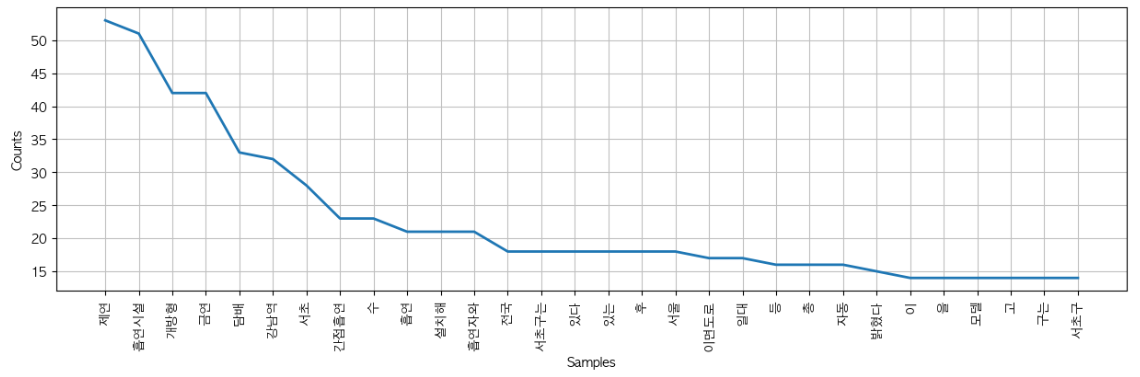 50
45
40
35
30
25
20
15
Counts
제연
흡연시설
개방형
금연
담배
강남역
서초
간접흡연
수
흡연
설치해
흡연자와
전국
서초구는
있다
있는
후
서울
이면도로
일대
등
총
자동
밝혔다
이
을
모델
고
구는
서초구
Samples